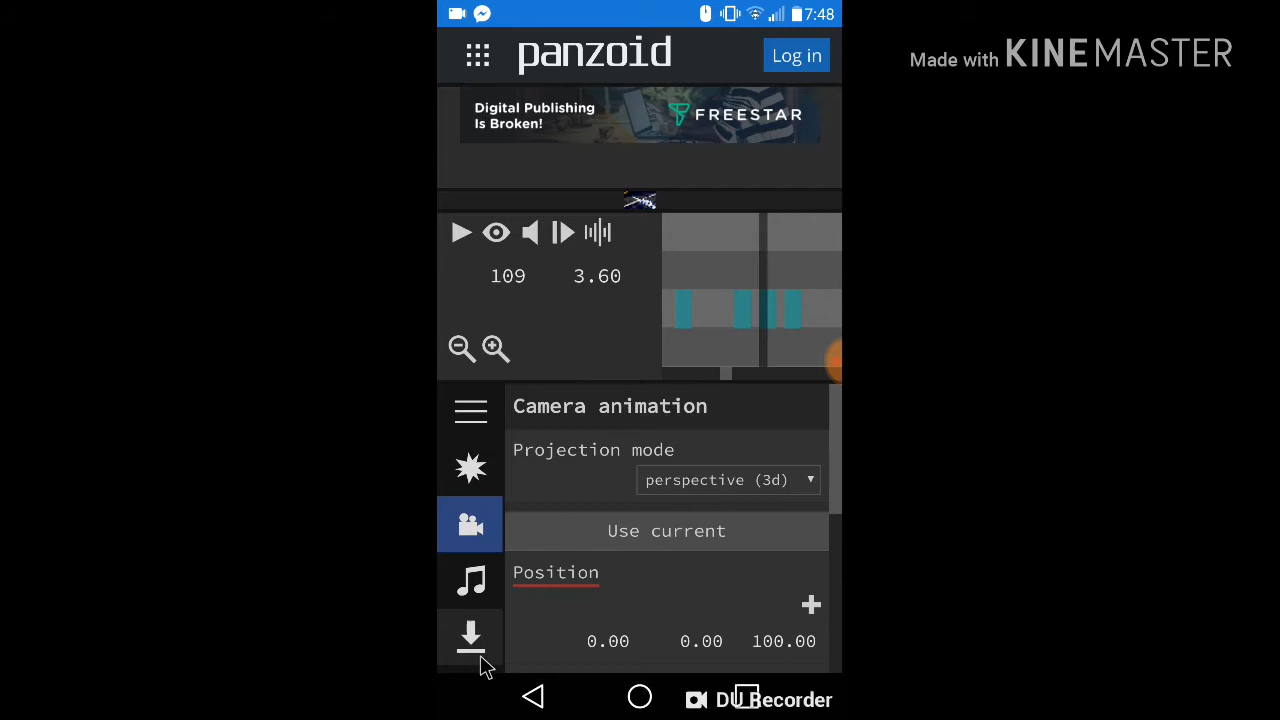 7:48
panzoid
Log in
Made with KINEMASTER
Digital Publishing
Is Broken!
FREESTAR
109 3.60
Camera animation
Projection mode
perspective (3d)
Use current
Position
0.00 0.00 100.00
DU Recorder